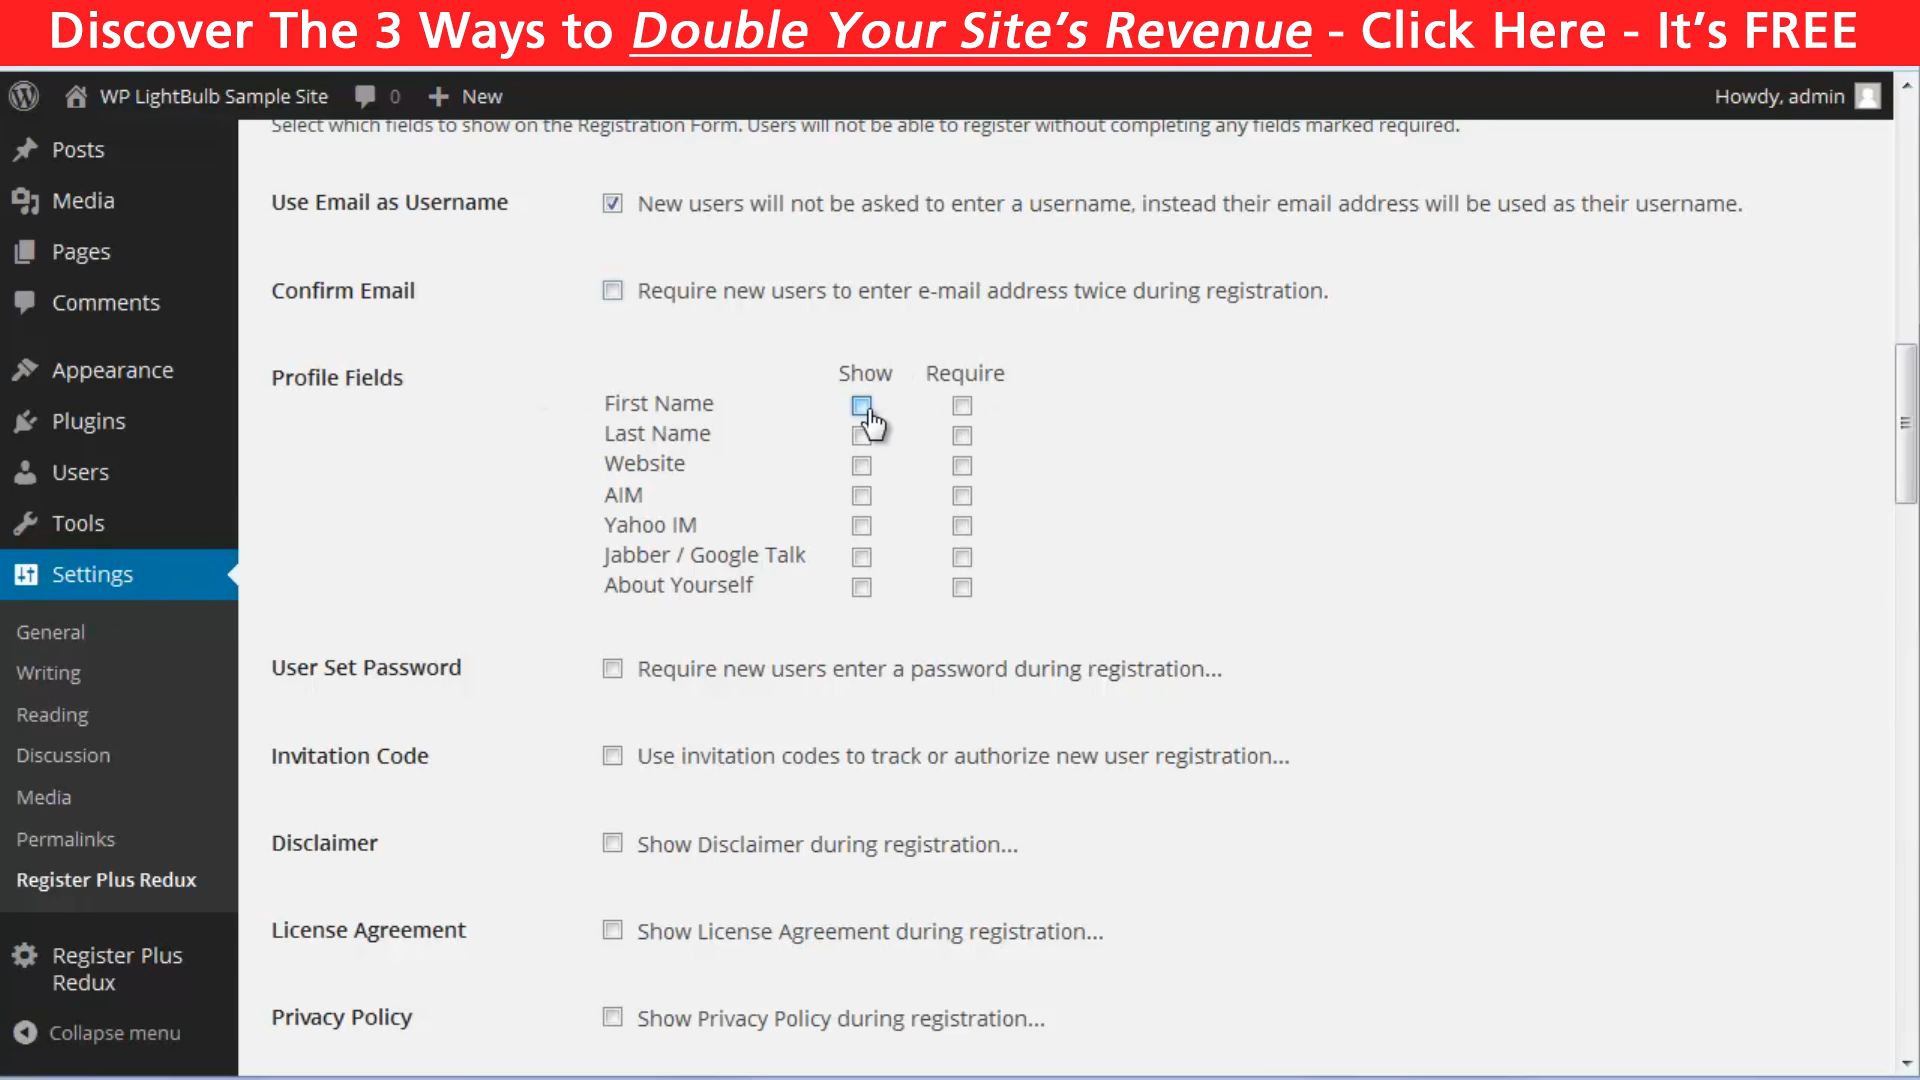 Discover The 3 Ways to Double Your Site's Revenue - Click Here - It's FREE
WP LightBulb Sample Site 0 New Howdy, admin
Posts
Media
Pages
Comments
Appearance
Plugins
Users
Tools
Settings
General
Writing
Reading
Discussion
Media
Permalinks
Register Plus Redux
Register Plus
Redux
Collapse menu
Select which fields to show on the Registration Form. Users will not be able to register without completing any fields marked required.
Use Email as Username New users will not be asked to enter a username, instead their email address will be used as their username.
Confirm Email Require new users to enter e-mail address twice during registration.
Profile Fields Show Require
First Name
Last Name
Website
AIM
Yahoo IM
Jabber / Google Talk
About Yourself
User Set Password Require new users enter a password during registration...
Invitation Code Use invitation codes to track or authorize new user registration...
Disclaimer Show Disclaimer during registration...
License Agreement Show License Agreement during registration...
Privacy Policy Show Privacy Policy during registration...